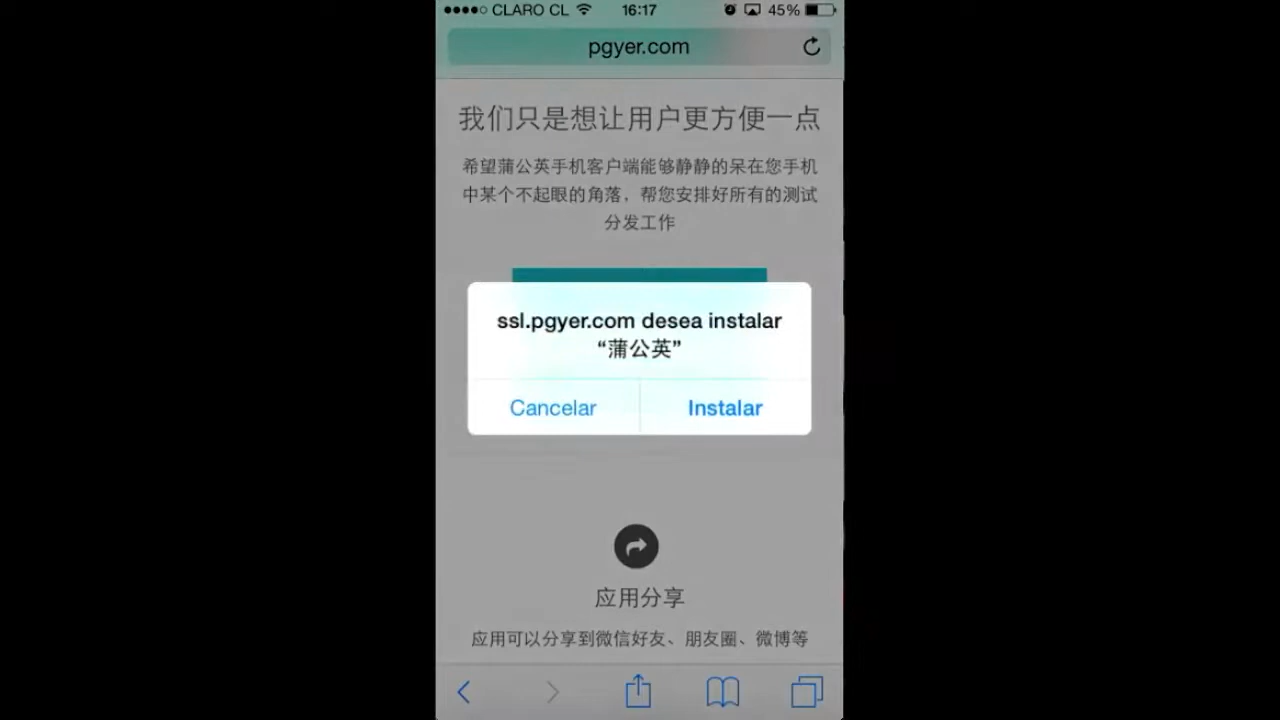 CLARO CL 16:17 45%
pgyer.com
我们只是想让用户更方便一点
希望蒲公英手机客户端能够静静的呆在您手机
中某个不起眼的角落，帮您安排好所有的测试
分发工作
ssl.pgyer.com desea instalar
“蒲公英”
Cancelar Instalar
应用分享
应用可以分享到微信好友、朋友圈、微博等